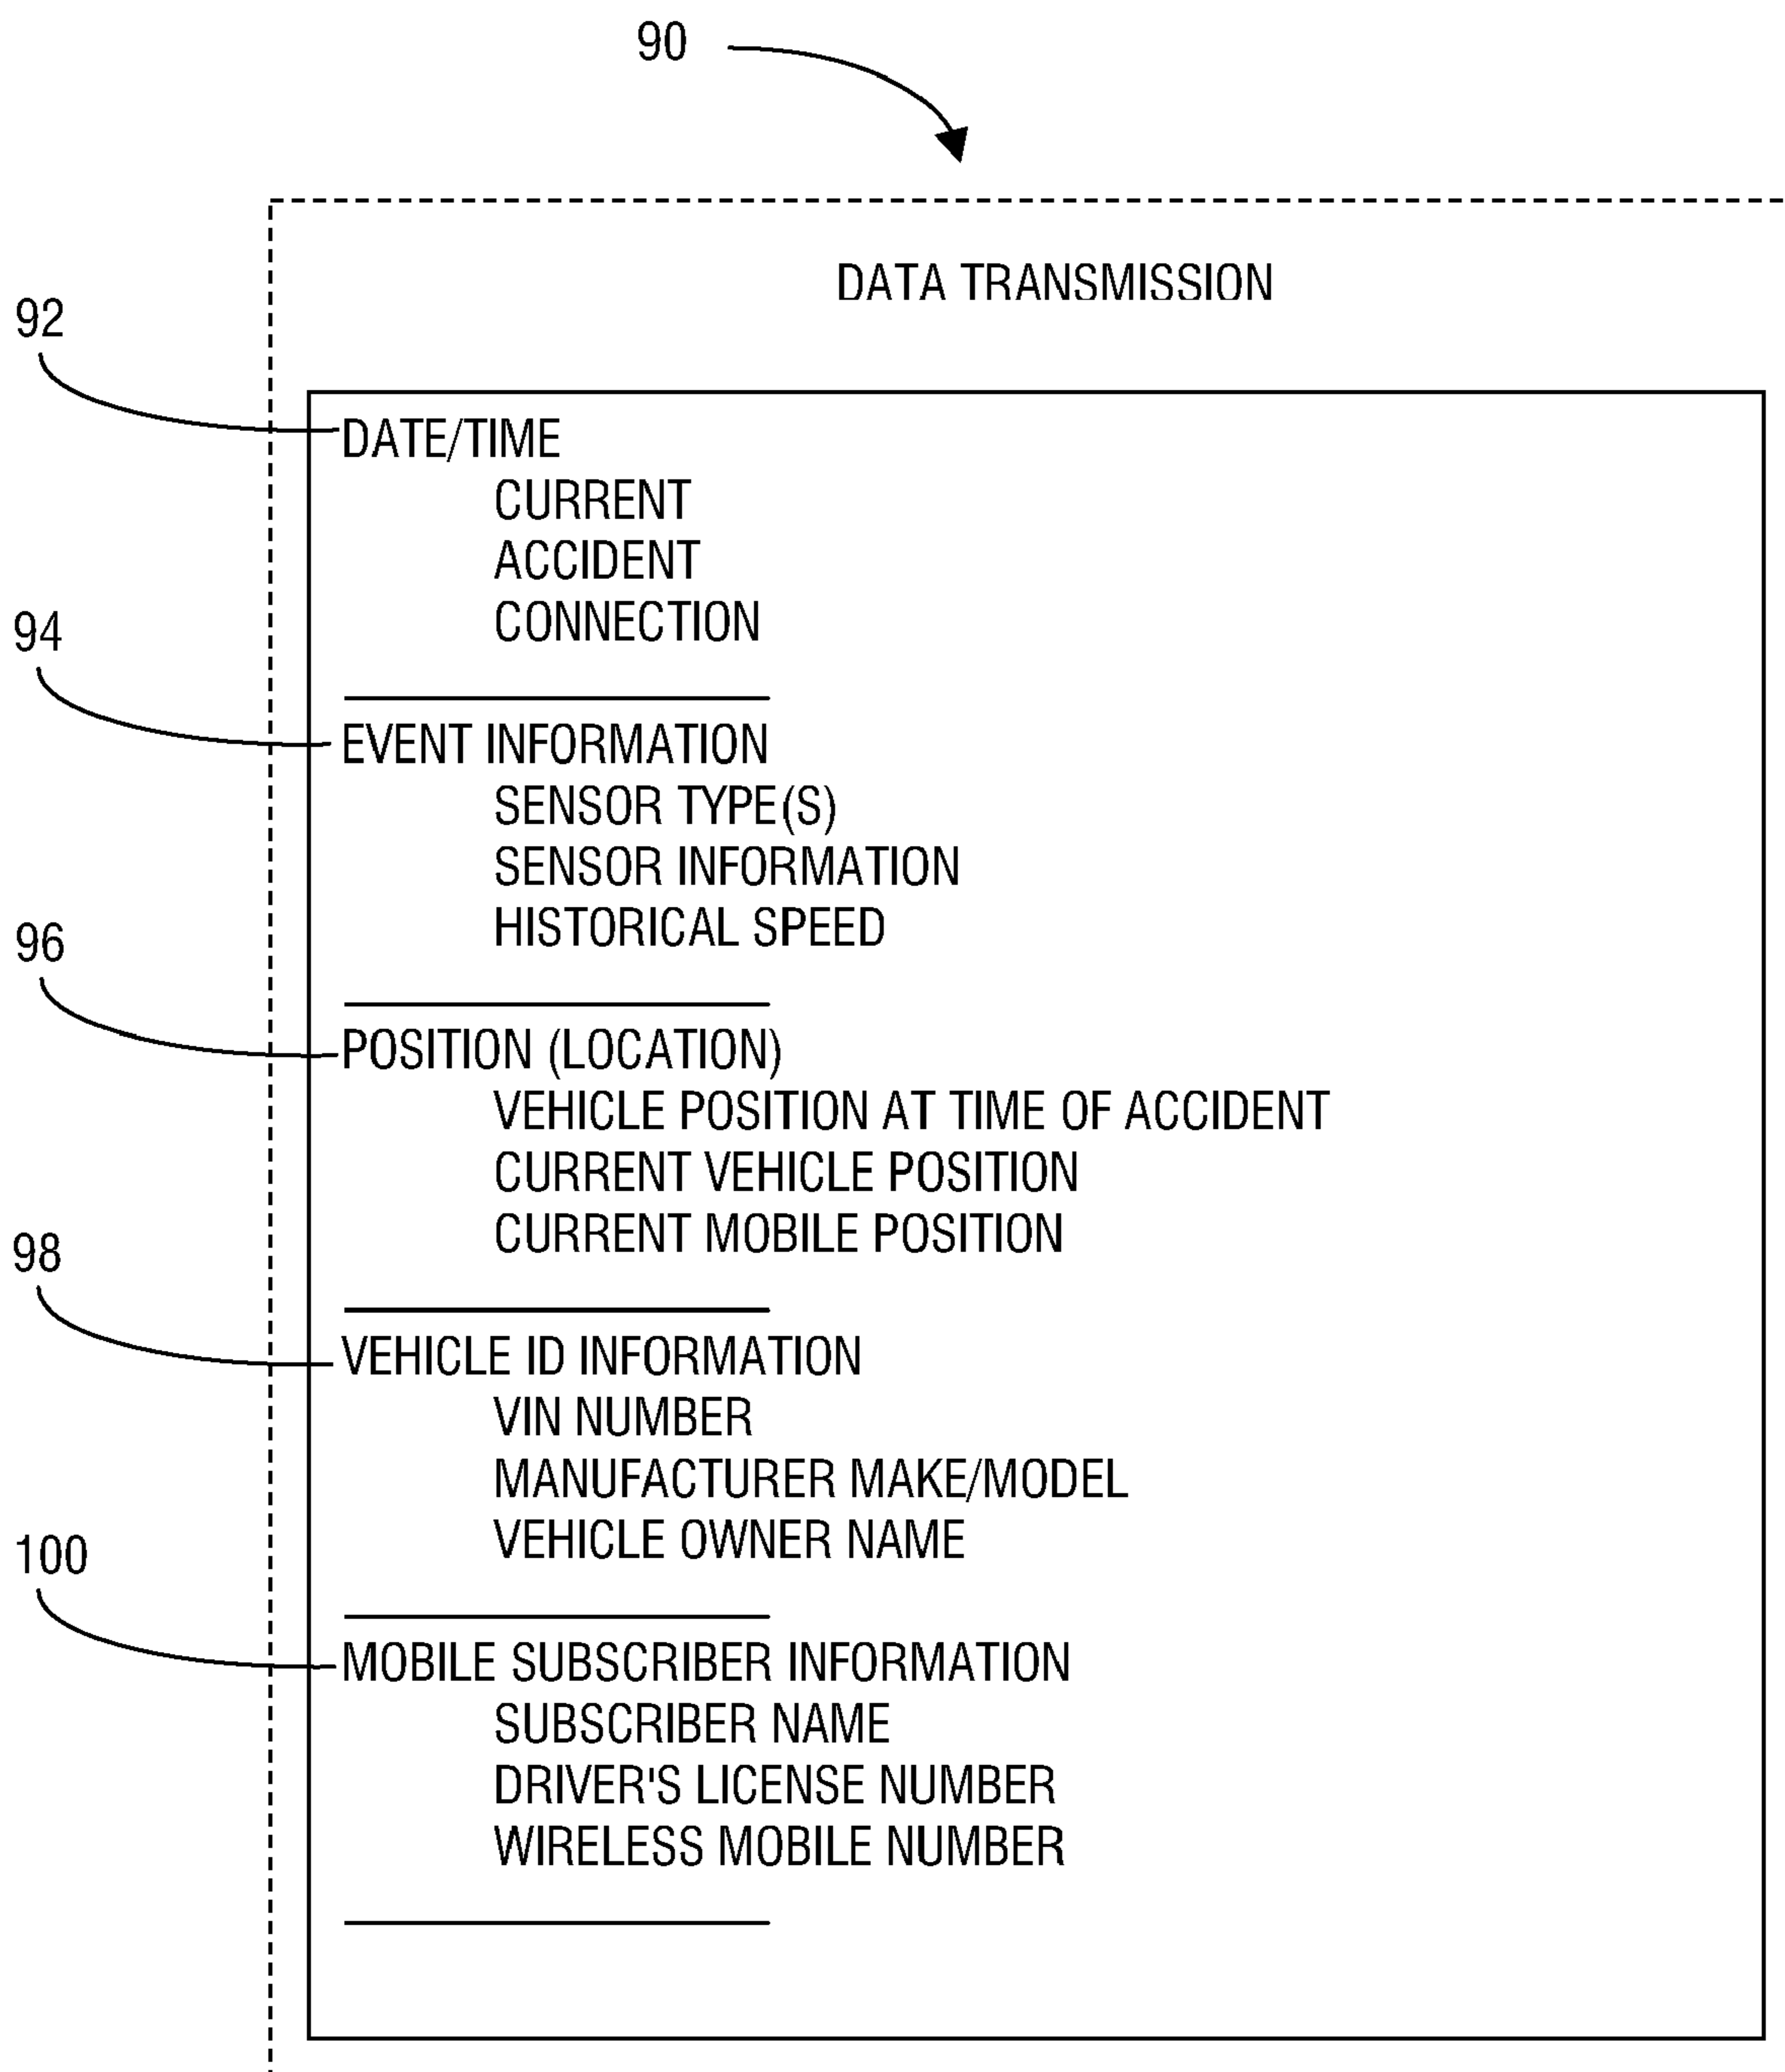 90
DATA TRANSMISSION
92
DATE/TIME
CURRENT
ACCIDENT
CONNECTION
94
EVENT INFORMATION
SENSOR TYPE(S)
SENSOR INFORMATION
HISTORICAL SPEED
96
POSITION (LOCATION)
VEHICLE POSITION AT TIME OF ACCIDENT
CURRENT VEHICLE POSITION
CURRENT MOBILE POSITION
98
VEHICLE ID INFORMATION
VIN NUMBER
MANUFACTURER MAKE/MODEL
VEHICLE OWNER NAME
100
MOBILE SUBSCRIBER INFORMATION
SUBSCRIBER NAME
DRIVER'S LICENSE NUMBER
WIRELESS MOBILE NUMBER